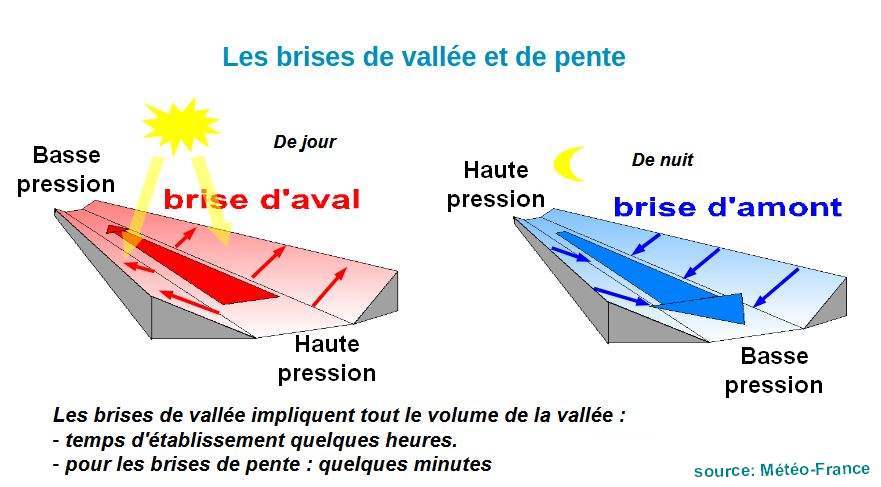 Les brises de vallée et de pente
De jour
Basse
pression
brise d'aval
Haute
pression
De nuit
Haute
pression
brise d'amont
Basse
pression
Les brises de vallée impliquent tout le volume de la vallée :
- temps d'établissement quelques heures.
- pour les brises de pente : quelques minutes
source: Météo-France